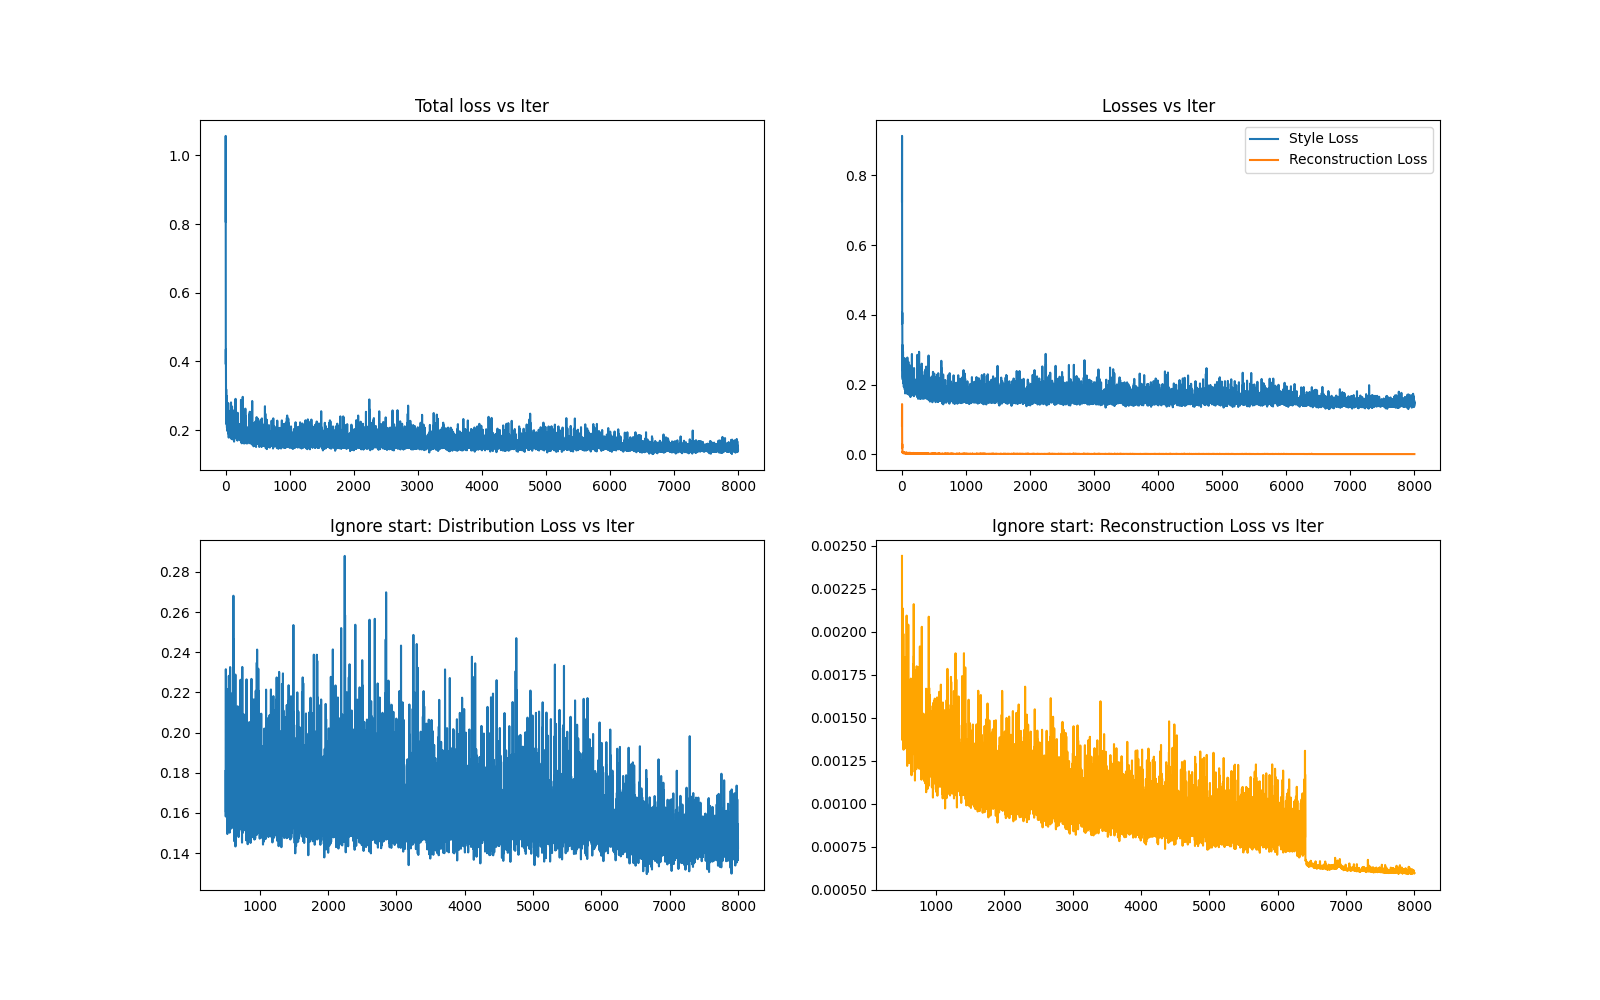 Total loss vs Iter
1.0
0.8
0.6
0.4
0.2
0 1000 2000 3000 4000 5000 6000 7000 8000
Losses vs Iter
Style Loss
Reconstruction Loss
0.8
0.6
0.4
0.2
0.0
0 1000 2000 3000 4000 5000 6000 7000 8000
Ignore start: Distribution Loss vs Iter
0.28
0.26
0.24
0.22
0.20
0.18
0.16
0.14
1000 2000 3000 4000 5000 6000 7000 8000
Ignore start: Reconstruction Loss vs Iter
0.00250
0.00225
0.00200
0.00175
0.00150
0.00125
0.00100
0.00075
0.00050
1000 2000 3000 4000 5000 6000 7000 8000